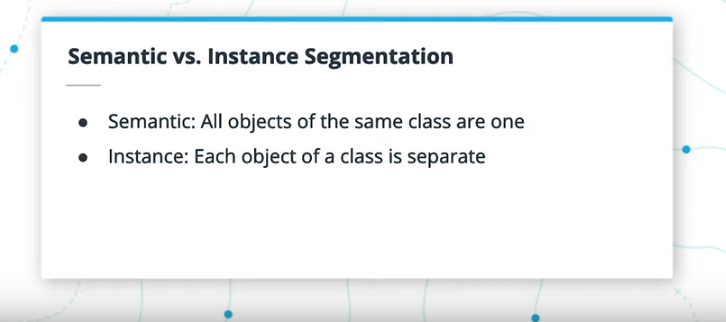 Semantic vs. Instance Segmentation
● Semantic: All objects of the same class are one
● Instance: Each object of a class is separate